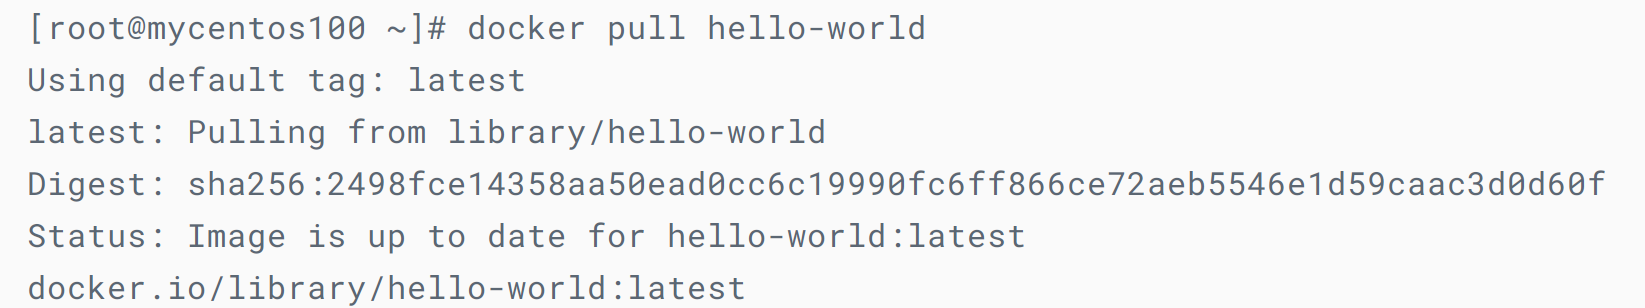 [root@mycentos100 ~]# docker pull hello-world
Using default tag: latest
latest: Pulling from library/hello-world
Digest: sha256:2498fce14358aa50ead0cc6c19990fc6ff866ce72aeb5546e1d59caac3d0d60f
Status: Image is up to date for hello-world:latest
docker.io/library/hello-world:latest